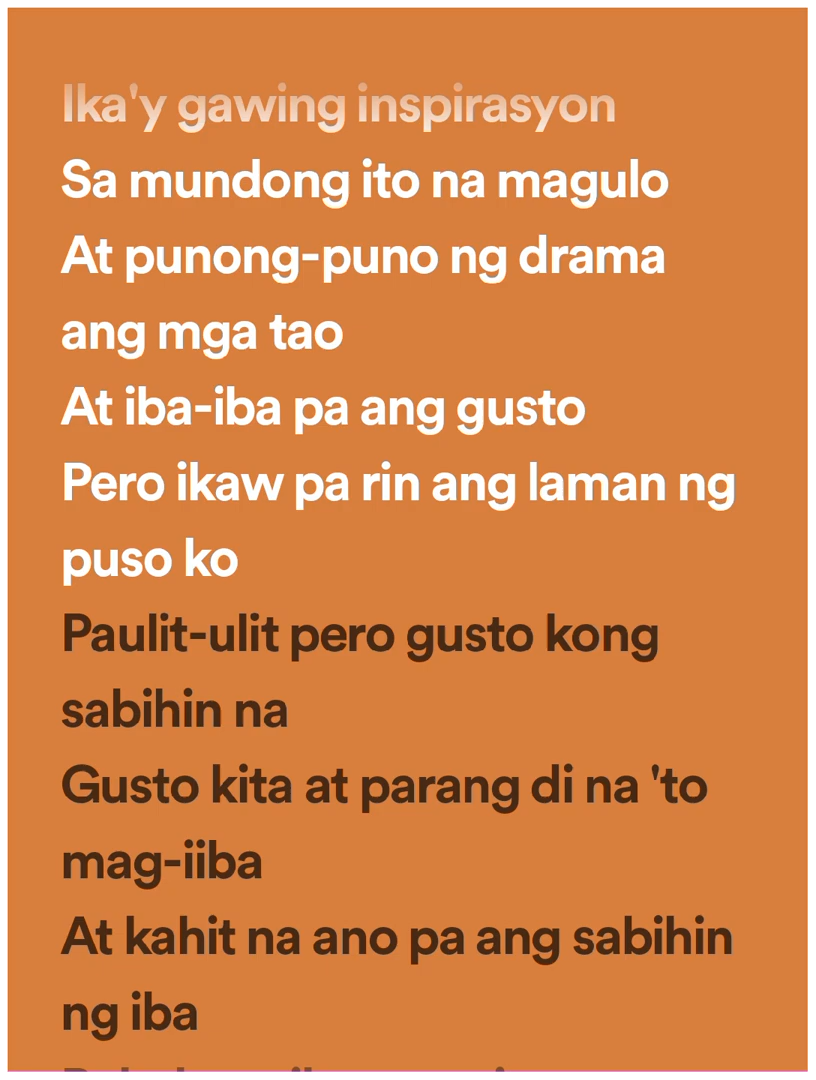 Ika'y gawing inspirasyon
Sa mundong ito na magulo
At punong-puno ng drama
ang mga tao
At iba-iba pa ang gusto
Pero ikaw pa rin ang laman ng
puso ko
Paulit-ulit pero gusto kong
sabihin na
Gusto kita at parang di na 'to
mag-iiba
At kahit na ano pa ang sabihin
ng iba